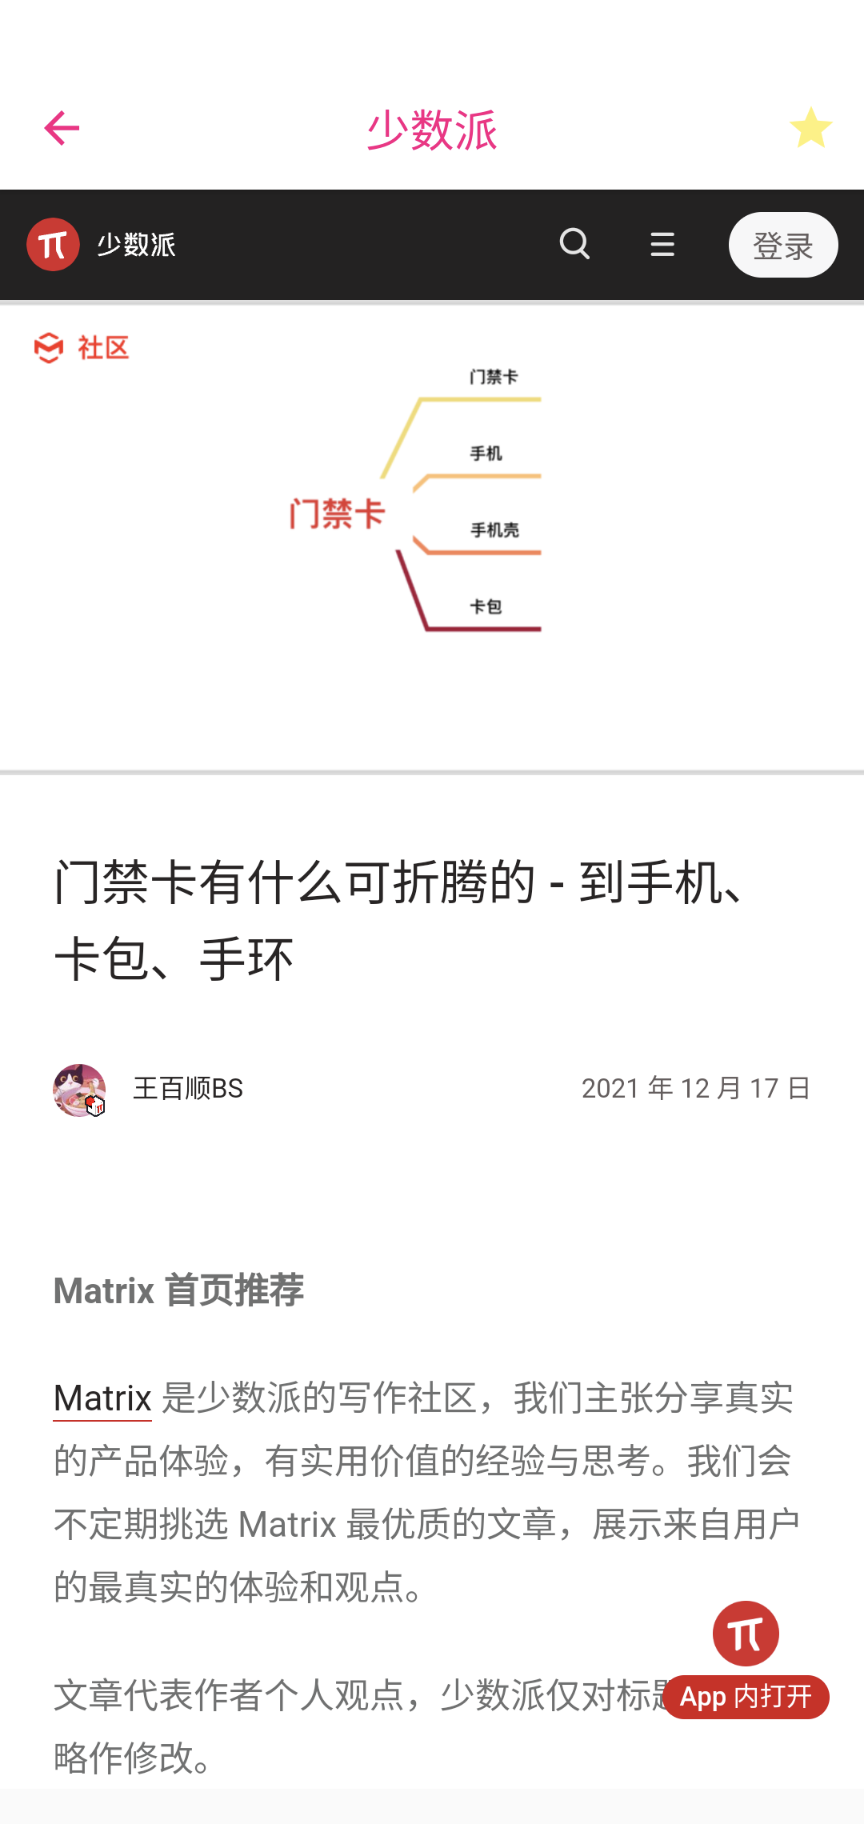 少数派
少数派
登录
社区
门禁卡
手机
门禁卡
手机壳
卡包
门禁卡有什么可折腾的 - 到手机、
卡包、手环
王百顺BS
2021 年 12 月 17 日
Matrix 首页推荐
Matrix 是少数派的写作社区，我们主张分享真实
的产品体验，有实用价值的经验与思考。我们会
不定期挑选 Matrix 最优质的文章，展示来自用户
的最真实的体验和观点。
文章代表作者个人观点，少数派仅对标
App 内打开
略作修改。